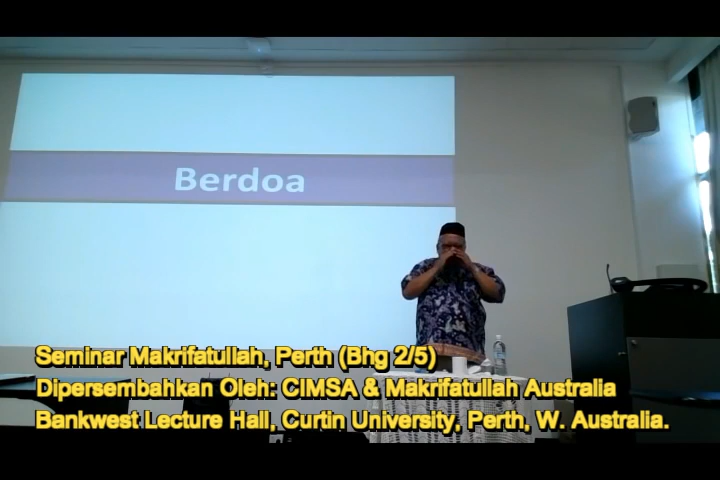 Berdoa
Seminar Makrifatullah, Perth (Bhg 2/5)
Dipersembahkan Oleh: CIMSA & Makrifatullah Australia
Bankwest Lecture Hall, Curtin University, Perth, W. Australia.